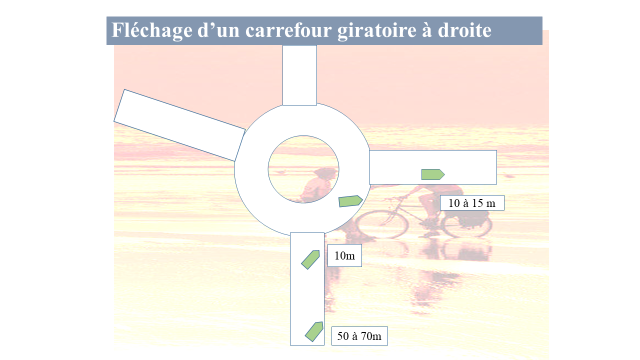 Fléchage d’un carrefour giratoire à droite
10 à 15 m
10m
50 à 70m